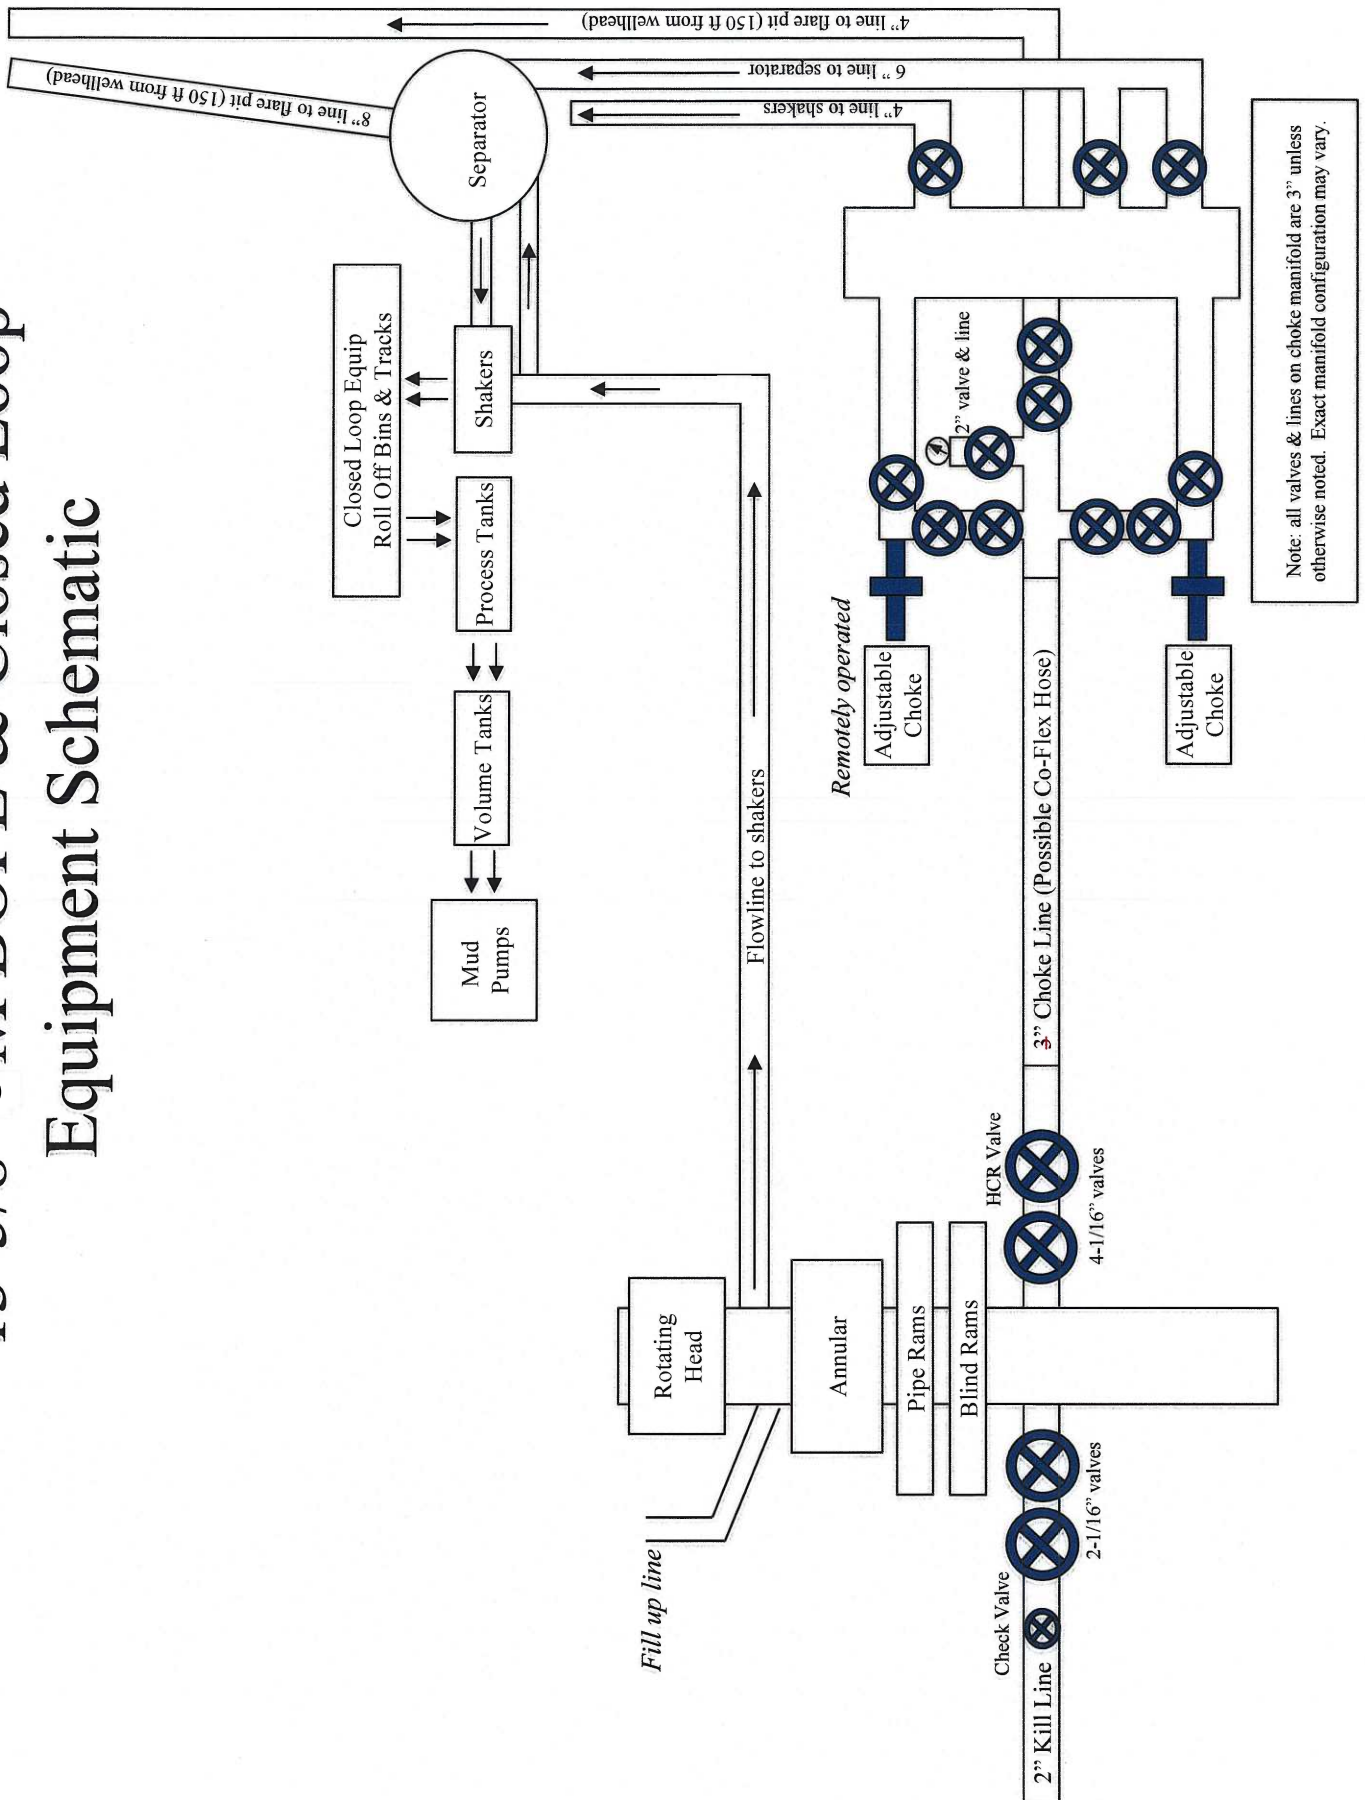 Equipment Schematic
4” line to flare pit (150 ft from wellhead)
8” line to flare pit (150 ft from wellhead)
6” line to separator
4” line to shakers
Separator
Closed Loop Equip
Roll Off Bins & Tracks
Shakers
Process Tanks
Volume Tanks
Mud
Pumps
Flowline to shakers
Fill up line
Rotating
Head
Annular
Pipe Rams
Blind Rams
2” valve & line
Remotely operated
Adjustable
Choke
Adjustable
Choke
3” Choke Line (Possible Co-Flex Hose)
HCR Valve
4-1/16” valves
Check Valve
2-1/16” valves
2” Kill Line
Note: all valves & lines on choke manifold are 3” unless
otherwise noted. Exact manifold configuration may vary.